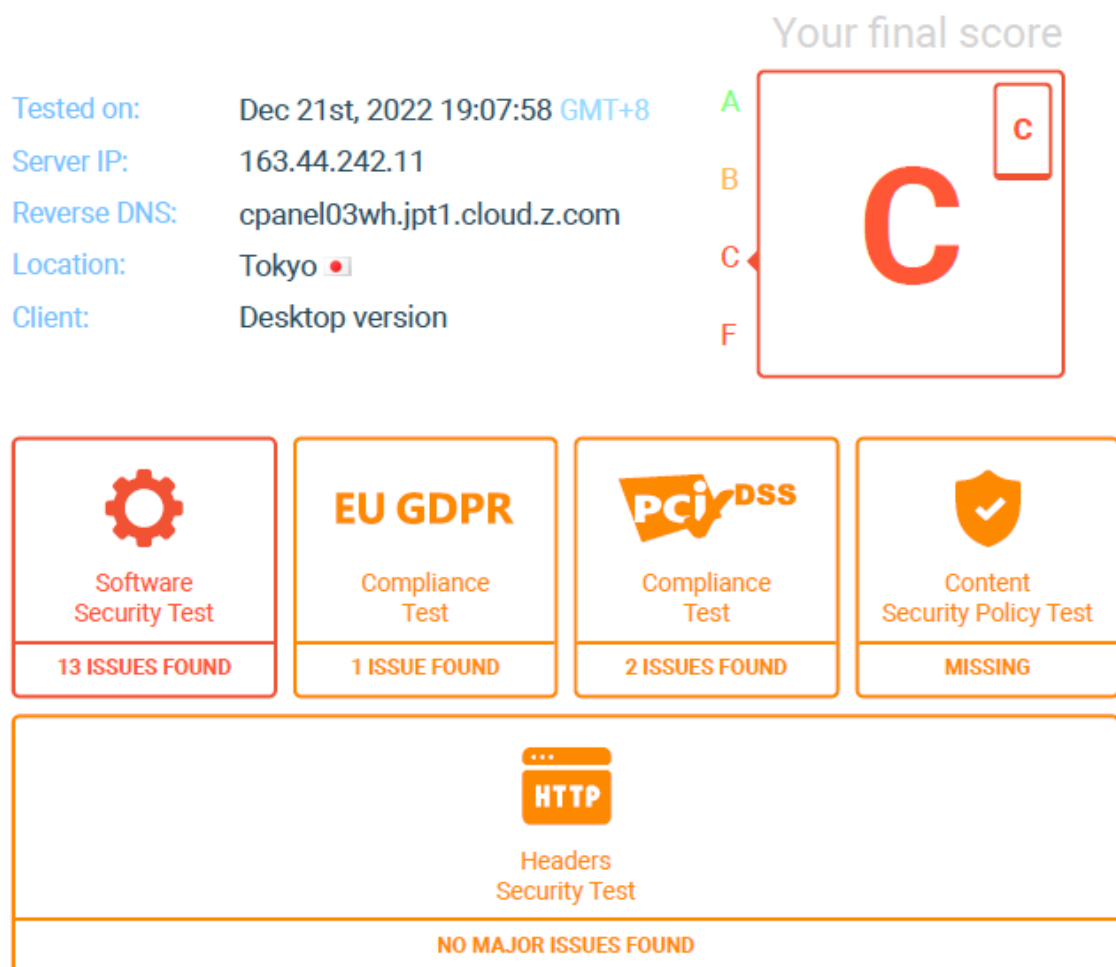 Your final score
Tested on: Dec 21st, 2022 19:07:58 GMT+8
Server IP: 163.44.242.11
Reverse DNS: cpanel03wh.jpt1.cloud.z.com
Location: Tokyo
Client: Desktop version
A
B
C
F
C
C
Software
Security Test
13 ISSUES FOUND
EU GDPR
Compliance
Test
1 ISSUE FOUND
PCi DSS
Compliance
Test
2 ISSUES FOUND
Content
Security Policy Test
MISSING
HTTP
Headers
Security Test
NO MAJOR ISSUES FOUND